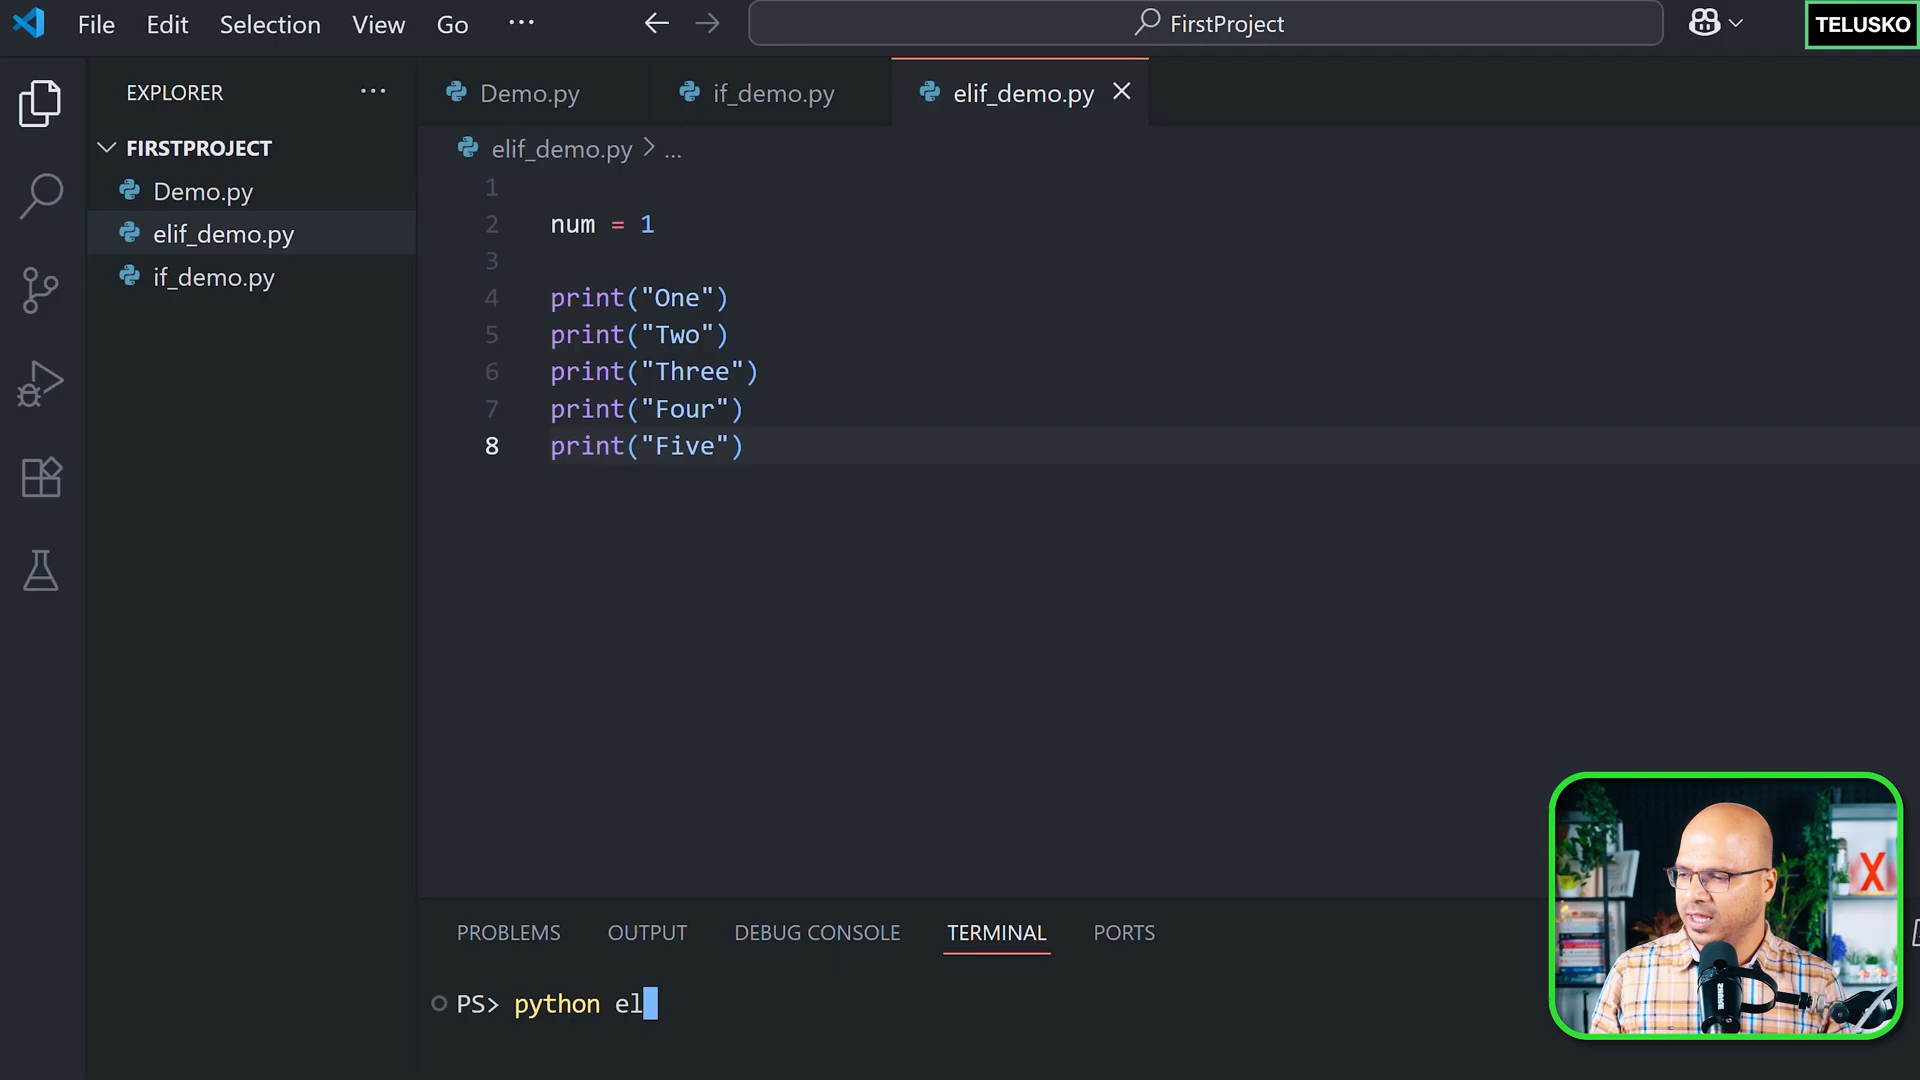 File Edit Selection View Go ...
FirstProject
TELUSKO
EXPLORER ...
FIRSTPROJECT
Demo.py
elif_demo.py
if_demo.py
Demo.py if_demo.py elif_demo.py
elif_demo.py > ...
1
2 num = 1
3
4 print("One")
5 print("Two")
6 print("Three")
7 print("Four")
8 print("Five")
PROBLEMS OUTPUT DEBUG CONSOLE TERMINAL PORTS
PS> python el
X